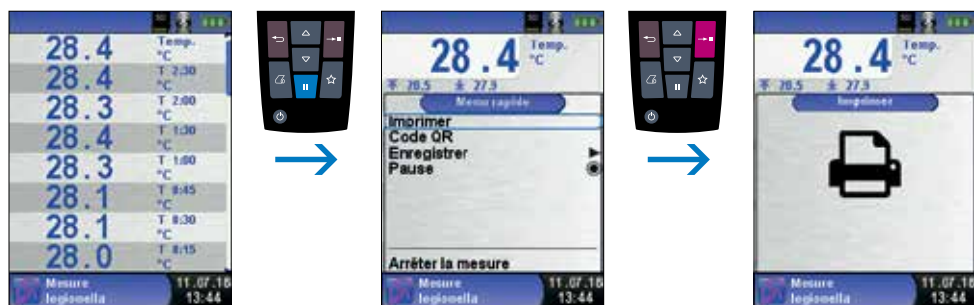 28.4 Temp. °C
28.4 T 2:30 °C
28.3 T 2:00 °C
28.4 T 1:30 °C
28.3 T 1:00 °C
28.1 T 0:45 °C
28.1 T 0:30 °C
28.0 T 0:15 °C
Mesure 11.07.16
legionella 13:44
28.4 Temp. °C
28.5 27.9
Menu rapide
Imprimer
Code QR
Enregistrer
Pause
Arrêter la mesure
Mesure 11.07.16
legionella 13:44
28.4 Temp. °C
28.5 27.9
Imprimer
Mesure 11.07.16
legionella 13:44